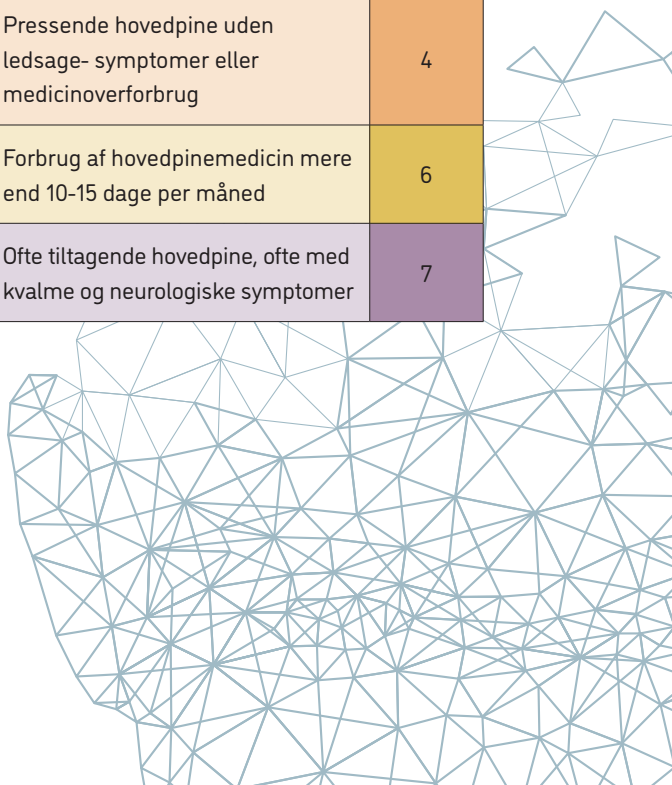 Pressende hovedpine uden
ledsage- symptomer eller
medicinoverforbrug
4
Forbrug af hovedpinemedicin mere
end 10-15 dage per måned
6
Ofte tiltagende hovedpine, ofte med
kvalme og neurologiske symptomer
7